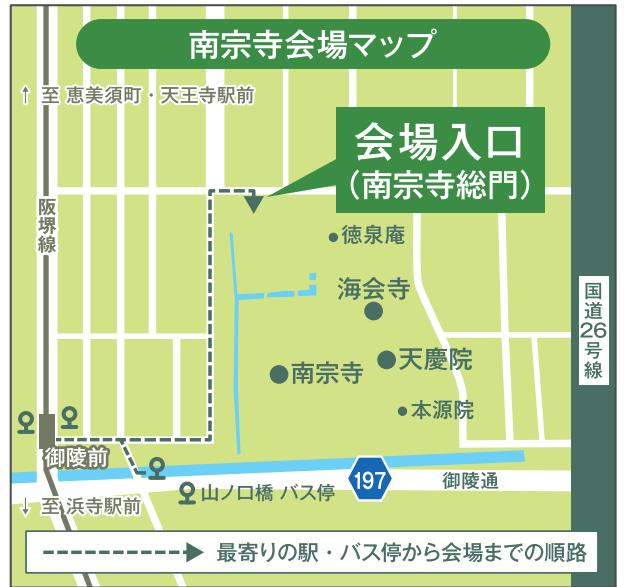 南宗寺会場マップ
↑ 至 恵美須町・天王寺駅前
会場入口
（南宗寺総門）
阪堺線
徳泉庵
海会寺
国道26号線
天慶院
南宗寺
本源院
御陵前
197
御陵通
山ノ口橋 バス停
↓ 至 浜寺駅前
最寄りの駅・バス停から会場までの順路